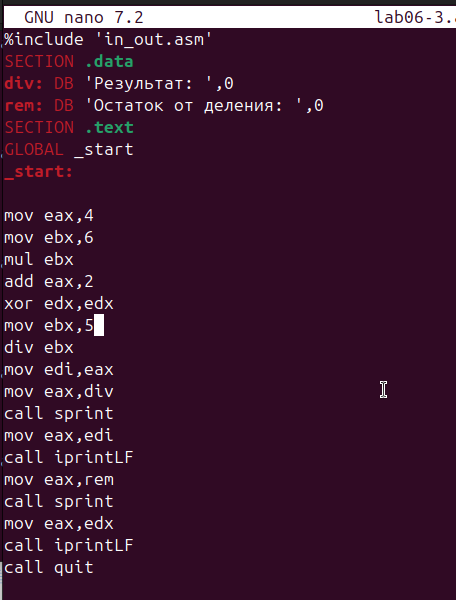 GNU nano 7.2 lab06-3.
%include 'in_out.asm'
SECTION .data
div: DB 'Результат: ',0
rem: DB 'Остаток от деления: ',0
SECTION .text
GLOBAL _start
_start:
mov eax,4
mov ebx,6
mul ebx
add eax,2
xor edx,edx
mov ebx,5
div ebx
mov edi,eax
mov eax,div
call sprint
mov eax,edi
call iprintLF
mov eax,rem
call sprint
mov eax,edx
call iprintLF
call quit